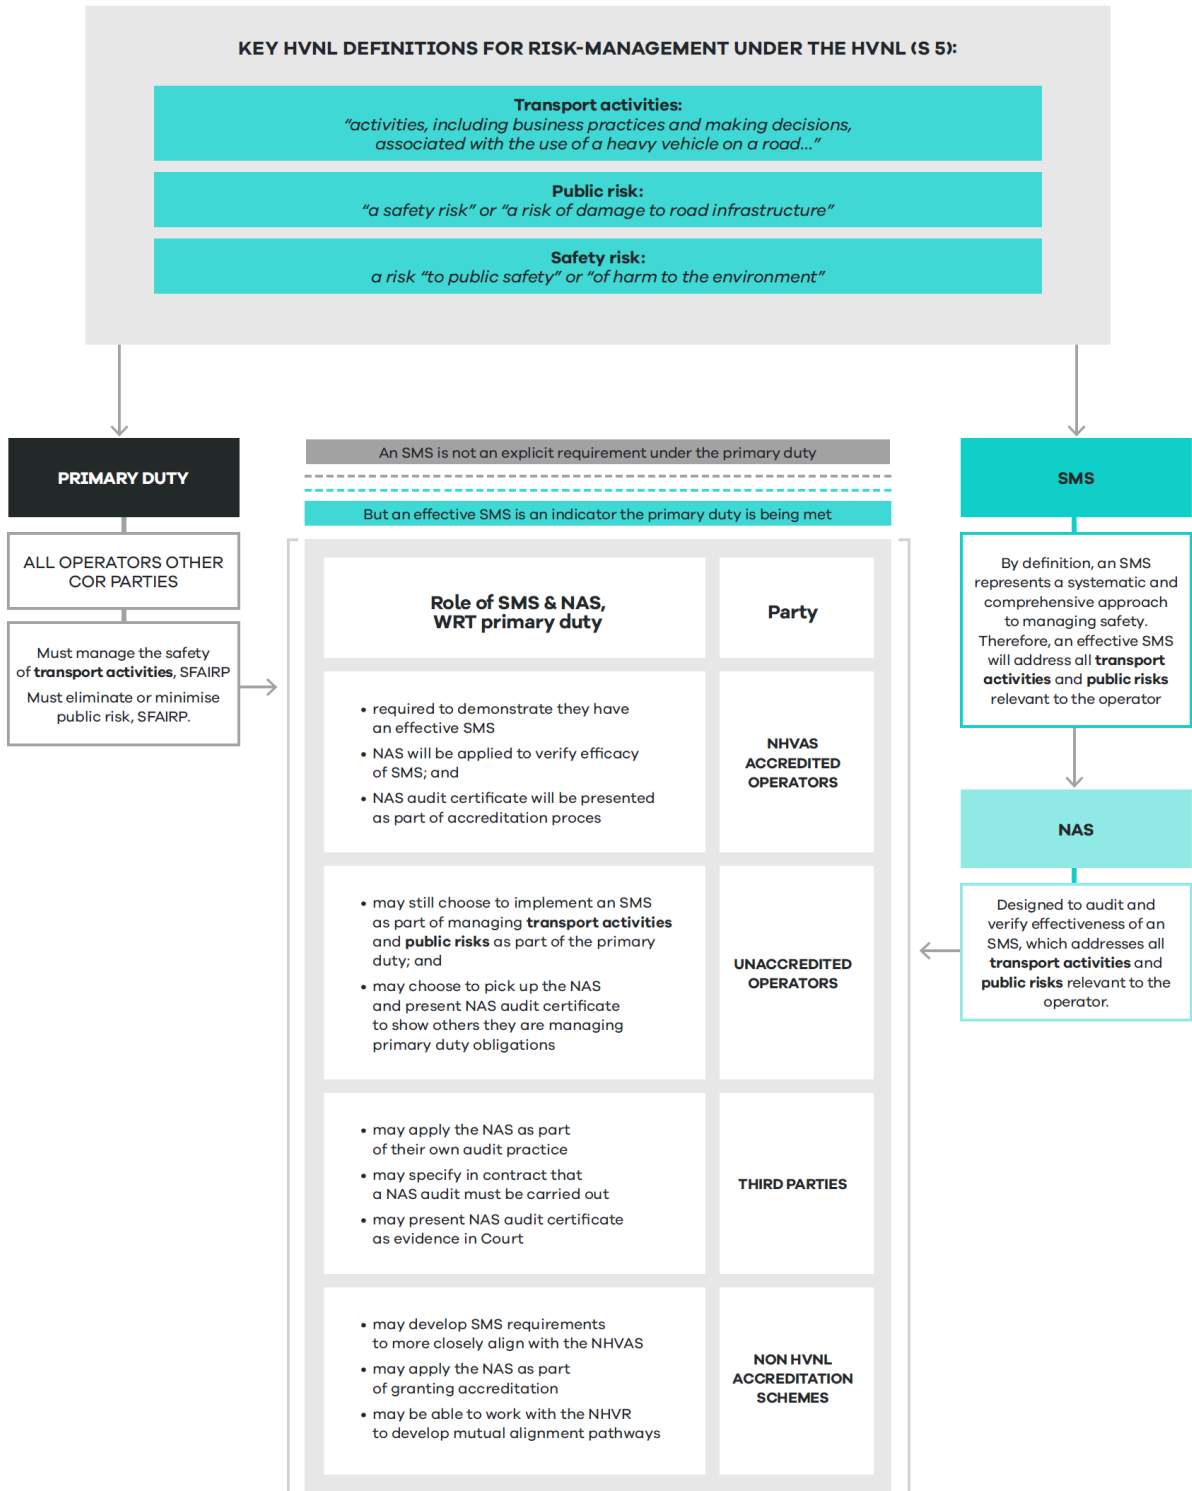 KEY HVNL DEFINITIONS FOR RISK-MANAGEMENT UNDER THE HVNL (S 5):
Transport activities:
“activities, including business practices and making decisions,
associated with the use of a heavy vehicle on a road...”
Public risk:
“a safety risk” or “a risk of damage to road infrastructure”
Safety risk:
a risk “to public safety” or “of harm to the environment”
PRIMARY DUTY
ALL OPERATORS OTHER
COR PARTIES
Must manage the safety
of transport activities, SFAIRP
Must eliminate or minimise
public risk, SFAIRP.
An SMS is not an explicit requirement under the primary duty
But an effective SMS is an indicator the primary duty is being met
Role of SMS & NAS,
WRT primary duty
Party
• required to demonstrate they have
an effective SMS
• NAS will be applied to verify efficacy
of SMS; and
• NAS audit certificate will be presented
as part of accreditation proces
NHVAS
ACCREDITED
OPERATORS
• may still choose to implement an SMS
as part of managing transport activities
and public risks as part of the primary
duty; and
• may choose to pick up the NAS
and present NAS audit certificate
to show others they are managing
primary duty obligations
UNACCREDITED
OPERATORS
• may apply the NAS as part
of their own audit practice
• may specify in contract that
a NAS audit must be carried out
• may present NAS audit certificate
as evidence in Court
THIRD PARTIES
• may develop SMS requirements
to more closely align with the NHVAS
• may apply the NAS as part
of granting accreditation
• may be able to work with the NHVR
to develop mutual alignment pathways
NON HVNL
ACCREDITATION
SCHEMES
SMS
By definition, an SMS
represents a systematic and
comprehensive approach
to managing safety.
Therefore, an effective SMS
will address all transport
activities and public risks
relevant to the operator
NAS
Designed to audit and
verify effectiveness of an
SMS, which addresses all
transport activities and
public risks relevant to the
operator.